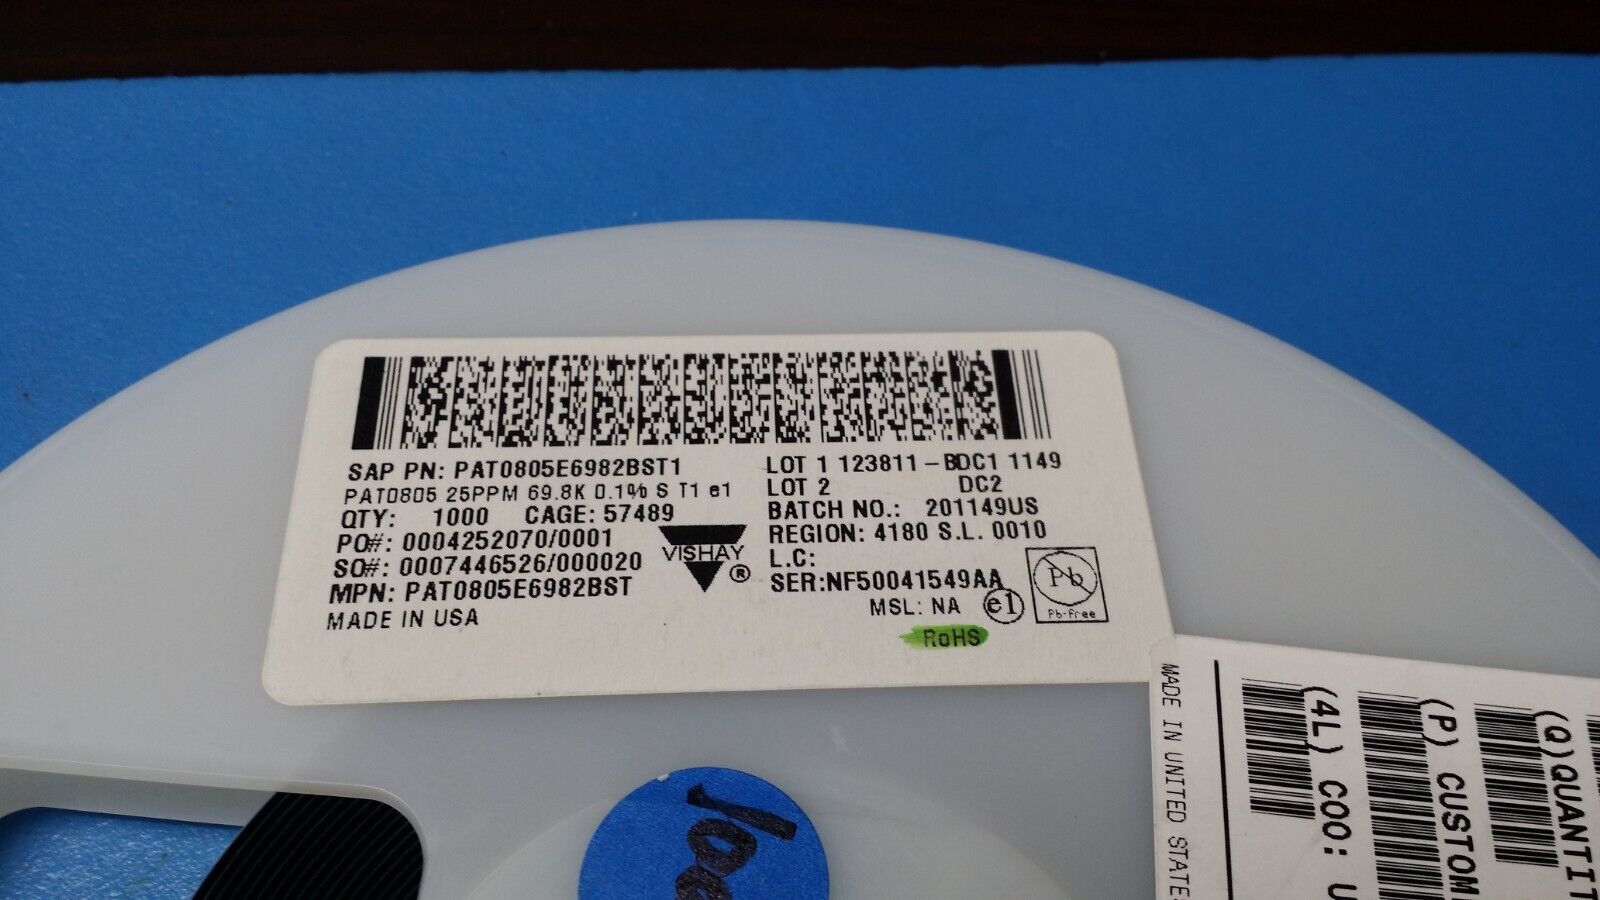 SAP PN: PAT0805E6982BST1
PAT0805 25PPM 69.8K 0.1% S T1 e1
QTY: 1000 CAGE: 57489
PO#: 0004252070/0001
SO#: 0007446526/000020
MPN: PAT0805E6982BST
MADE IN USA
VISHAY
®
LOT 1 123811-BDC1 1149
LOT 2 DC2
BATCH NO.: 201149US
REGION: 4180 S.L. 0010
L.C:
SER:NF50041549AA
MSL: NA e1
Pb
Pb-free
RoHS
MADE IN UNITED STATE
(4L) COO: U
(P) CUSTOM
(Q)QUANTIT